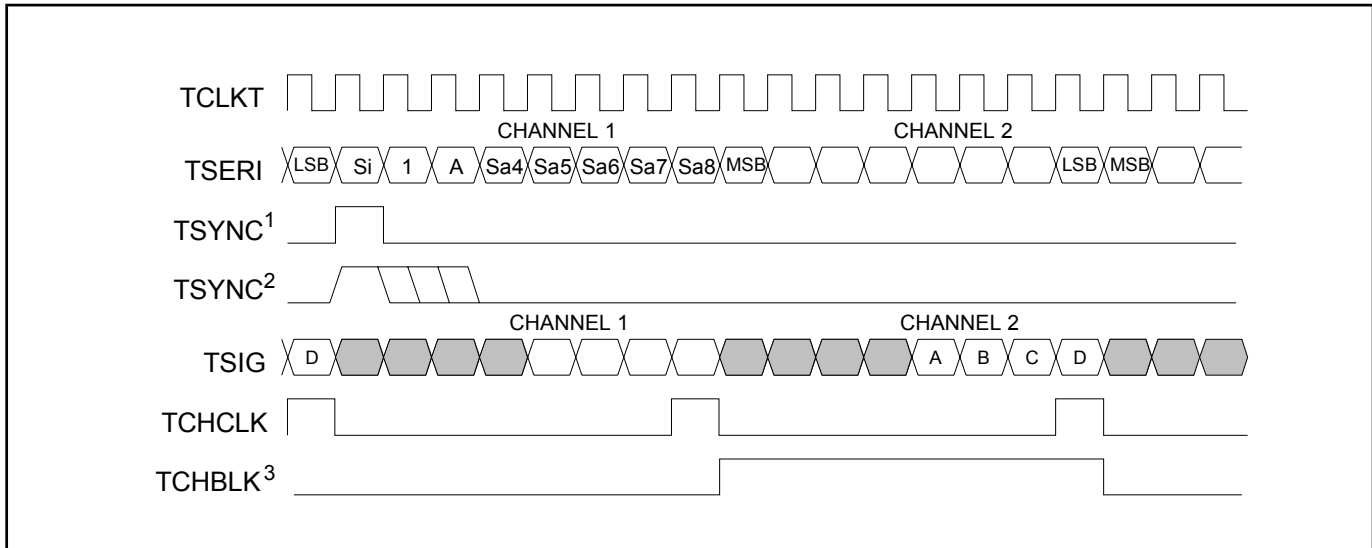 TCLKT
CHANNEL 1 CHANNEL 2
TSERI LSB Si 1 A Sa4 Sa5 Sa6 Sa7 Sa8 MSB LSB MSB
TSYNC1
TSYNC2
CHANNEL 1 CHANNEL 2
TSIG D A B C D
TCHCLK
TCHBLK3